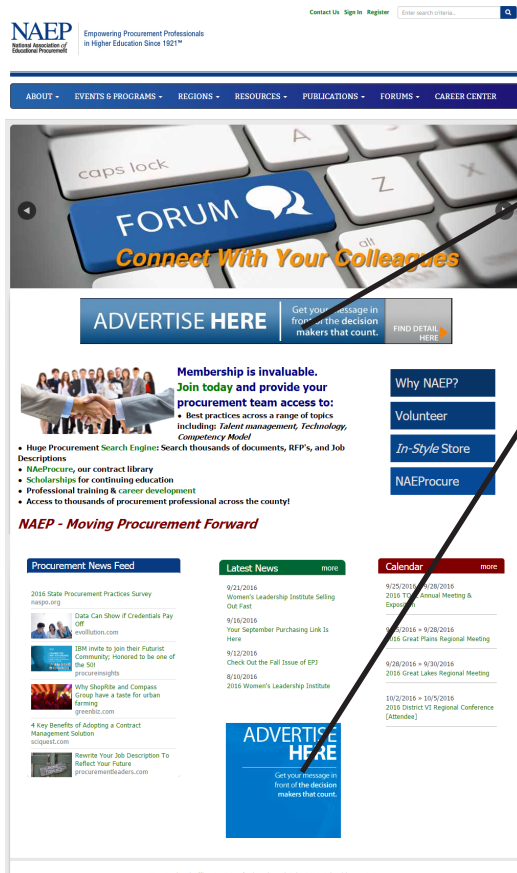 Contact Us Sign In Register Enter search criteria...
NAEP
National Association of
Educational Procurement
Empowering Procurement Professionals
in Higher Education Since 1921™
ABOUT EVENTS & PROGRAMS REGIONS RESOURCES PUBLICATIONS FORUMS CAREER CENTER
caps lock
A
Z
X
alt
FORUM
Connect With Your Colleagues
ADVERTISE HERE
Get your message in
front of the decision
makers that count.
FIND DETAIL
HERE
Membership is invaluable.
Join today and provide your
procurement team access to:
• Best practices across a range of topics
including: Talent management, Technology,
Competency Model
• Huge Procurement Search Engine: Search thousands of documents, RFP's, and Job
Descriptions
• NAeProcure, our contract library
• Scholarships for continuing education
• Professional training & career development
• Access to thousands of procurement professional across the county!
NAEP - Moving Procurement Forward
Why NAEP?
Volunteer
In-Style Store
NAEProcure
Procurement News Feed
2016 State Procurement Practices Survey
naspo.org
Data Can Show if Credentials Pay
Off
evolllution.com
IBM invite to join their Futurist
Community; Honored to be one of
the 50!
procureinsights
Why ShopRite and Compass
Group have a taste for urban
farming
greenbiz.com
4 Key Benefits of Adopting a Contract
Management Solution
sciquest.com
Rewrite Your Job Description To
Reflect Your Future
procurementleaders.com
Latest News more
9/21/2016
Women's Leadership Institute Selling
Out Fast
9/16/2016
Your September Purchasing Link Is
Here
9/12/2016
Check Out the Fall Issue of EPJ
8/10/2016
2016 Women's Leadership Institute
ADVERTISE
HERE
Get your message in
front of the decision
makers that count.
Calendar more
9/25/2016 » 9/28/2016
2016 Annual Meeting &
Exposition
» 9/28/2016
2016 Great Plains Regional Meeting
9/28/2016 » 9/30/2016
2016 Great Lakes Regional Meeting
10/2/2016 » 10/5/2016
2016 District VI Regional Conference
[Attendee]